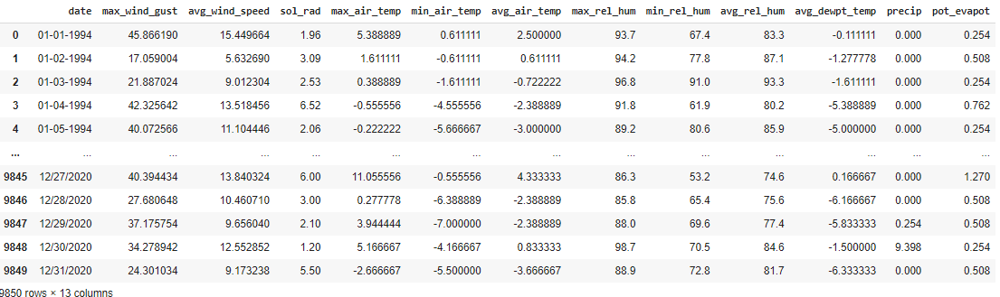 date max_wind_gust avg_wind_speed sol_rad max_air_temp min_air_temp avg_air_temp max_rel_hum min_rel_hum avg_rel_hum avg_dewpt_temp precip pot_evapot
0 01-01-1994 45.866190 15.449664 1.96 5.388889 0.611111 2.500000 93.7 67.4 83.3 -0.111111 0.000 0.254
1 01-02-1994 17.059004 5.632690 3.09 1.611111 -0.611111 0.611111 94.2 77.8 87.1 -1.277778 0.000 0.508
2 01-03-1994 21.887024 9.012304 2.53 0.388889 -1.611111 -0.722222 96.8 91.0 93.3 -1.611111 0.000 0.254
3 01-04-1994 42.325642 13.518456 6.52 -0.555556 -4.555556 -2.388889 91.8 61.9 80.2 -5.388889 0.000 0.762
4 01-05-1994 40.072566 11.104446 2.06 -0.222222 -5.666667 -3.000000 89.2 80.6 85.9 -5.000000 0.000 0.254
... ... ... ... ... ... ... ... ... ... ... ... ... ...
9845 12/27/2020 40.394434 13.840324 6.00 11.055556 -0.555556 4.333333 86.3 53.2 74.6 0.166667 0.000 1.270
9846 12/28/2020 27.680648 10.460710 3.00 0.277778 -6.388889 -2.388889 85.8 65.4 75.6 -6.166667 0.000 0.508
9847 12/29/2020 37.175754 9.656040 2.10 3.944444 -7.000000 -2.388889 88.0 69.6 77.4 -5.833333 0.254 0.508
9848 12/30/2020 34.278942 12.552852 1.20 5.166667 -4.166667 0.833333 98.7 70.5 84.6 -1.500000 9.398 0.254
9849 12/31/2020 24.301034 9.173238 5.50 -2.666667 -5.500000 -3.666667 88.9 72.8 81.7 -6.333333 0.000 0.508
9850 rows × 13 columns